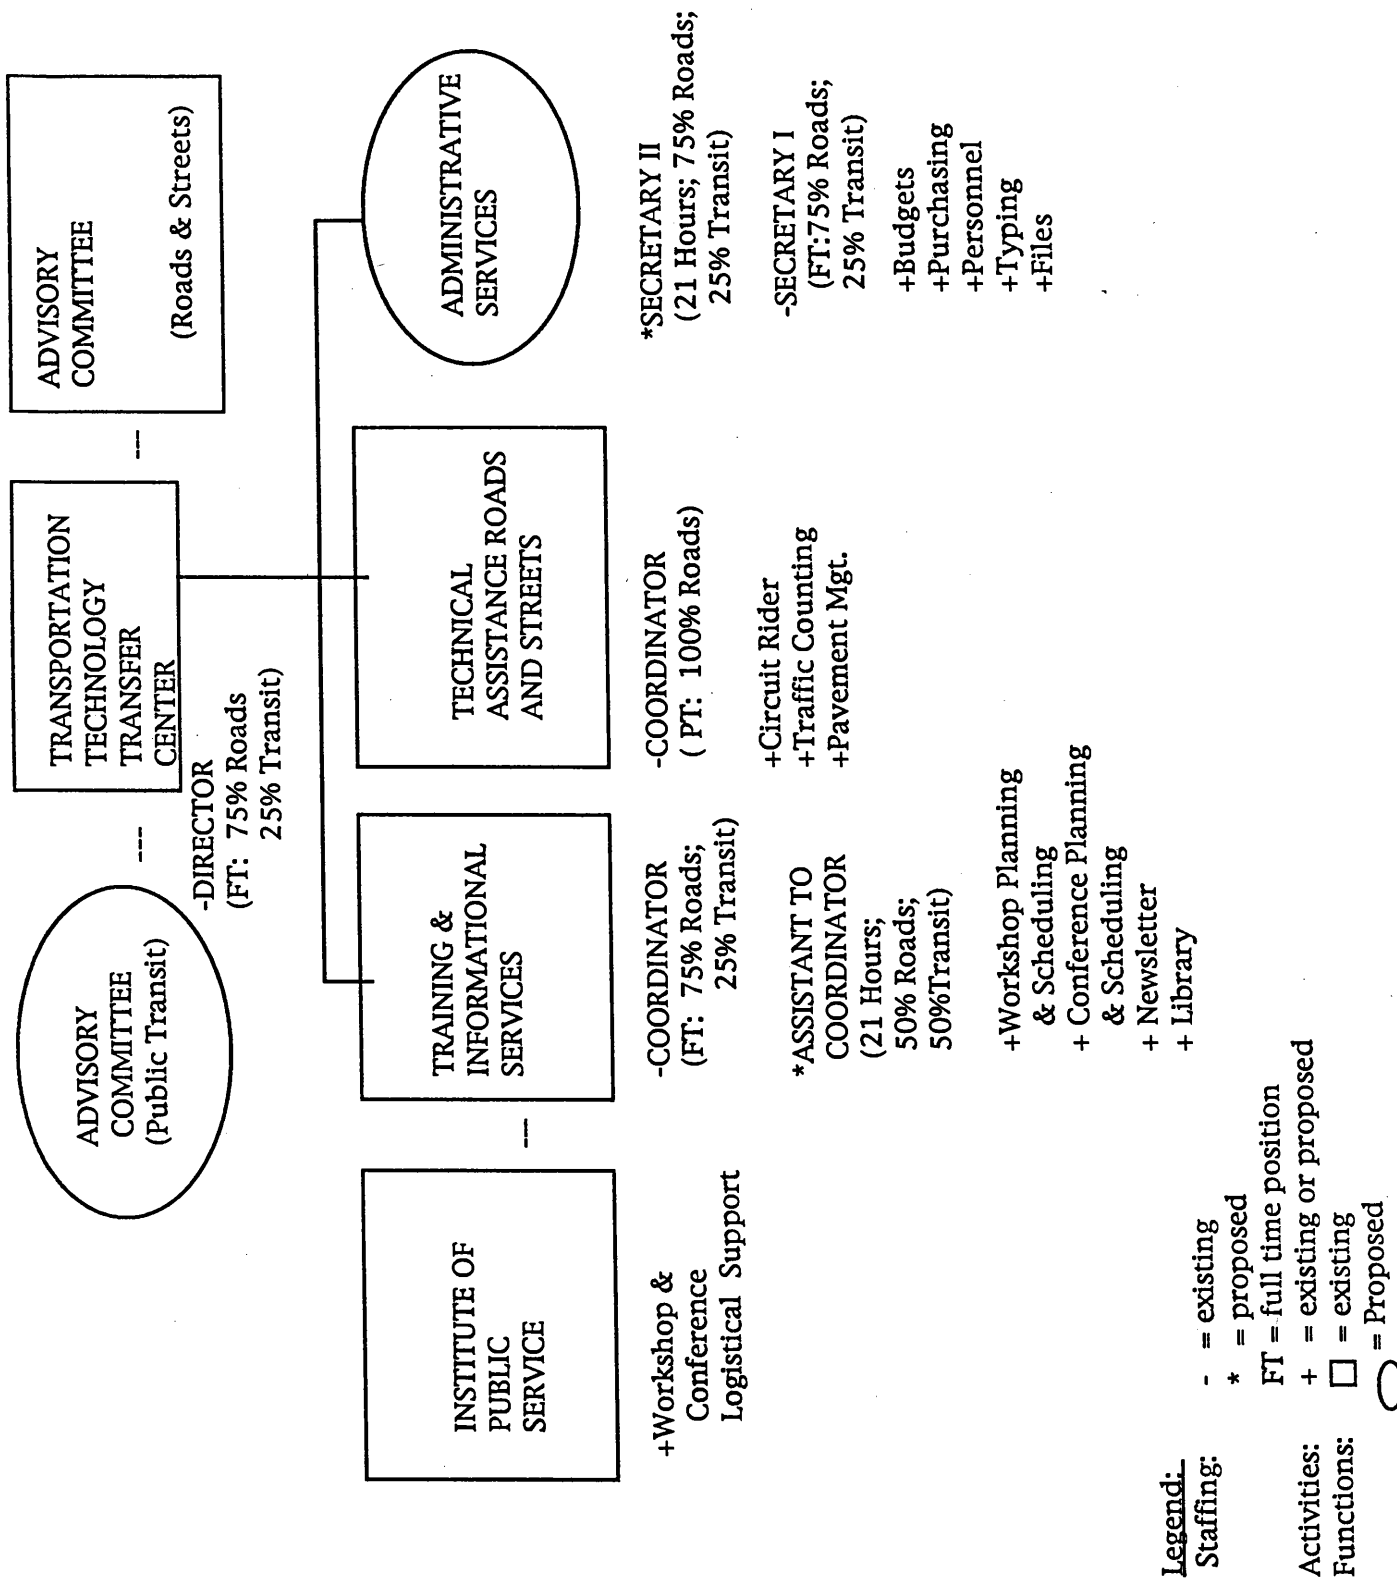 ADVISORY
COMMITTEE
(Public Transit)
---
TRANSPORTATION
TECHNOLOGY
TRANSFER
CENTER
---
ADVISORY
COMMITTEE
(Roads & Streets)
-DIRECTOR
(FT: 75% Roads
25% Transit)
INSTITUTE OF
PUBLIC
SERVICE
---
TRAINING &
INFORMATIONAL
SERVICES
TECHNICAL
ASSISTANCE ROADS
AND STREETS
ADMINISTRATIVE
SERVICES
+Workshop &
Conference
Logistical Support
-COORDINATOR
(FT: 75% Roads;
25% Transit)
*ASSISTANT TO
COORDINATOR
(21 Hours;
50% Roads;
50%Transit)
+Workshop Planning
& Scheduling
+ Conference Planning
& Scheduling
+ Newsletter
+ Library
-COORDINATOR
( PT: 100% Roads)
+Circuit Rider
+Traffic Counting
+Pavement Mgt.
*SECRETARY II
(21 Hours; 75% Roads;
25% Transit)
-SECRETARY I
(FT:75% Roads;
25% Transit)
+Budgets
+Purchasing
+Personnel
+Typing
+Files
Legend:
Staffing: - = existing
* = proposed
FT = full time position
Activities: + = existing or proposed
Functions: □ = existing
○ = Proposed